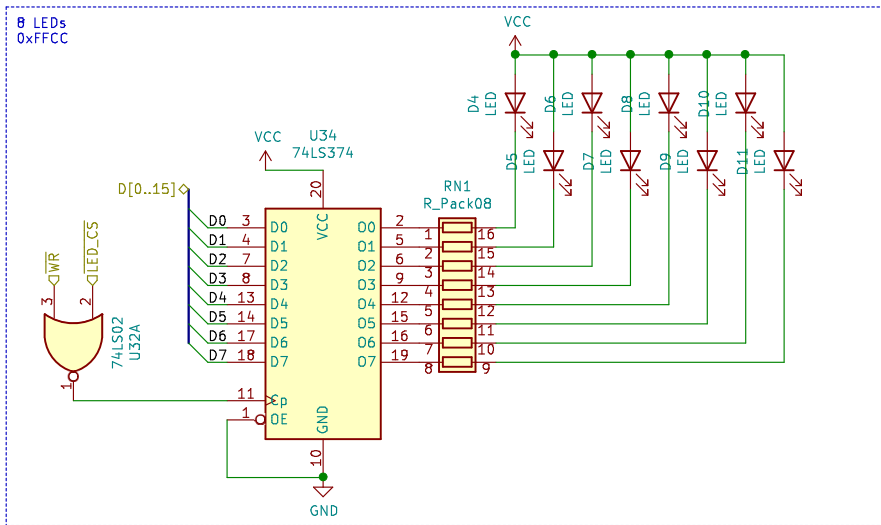 8 LEDs
0xFFCC
VCC
D4
LED
D6
LED
D8
LED
D10
LED
D5
LED
D7
LED
D9
LED
D11
LED
VCC
U34
74LS374
20
VCC
RN1
R_Pack08
D[0..15]
D0 3 D0 O0 2 1 16
D1 4 D1 O1 5 2 15
D2 7 D2 O2 6 3 14
D3 8 D3 O3 9 4 13
D4 13 D4 O4 12 5 12
D5 14 D5 O5 15 6 11
D6 17 D6 O6 16 7 10
D7 18 D7 O7 19 8 9
WR
LED_CS
3
2
74LS02
U32A
1
11 Cp
1 OE
GND
10
GND